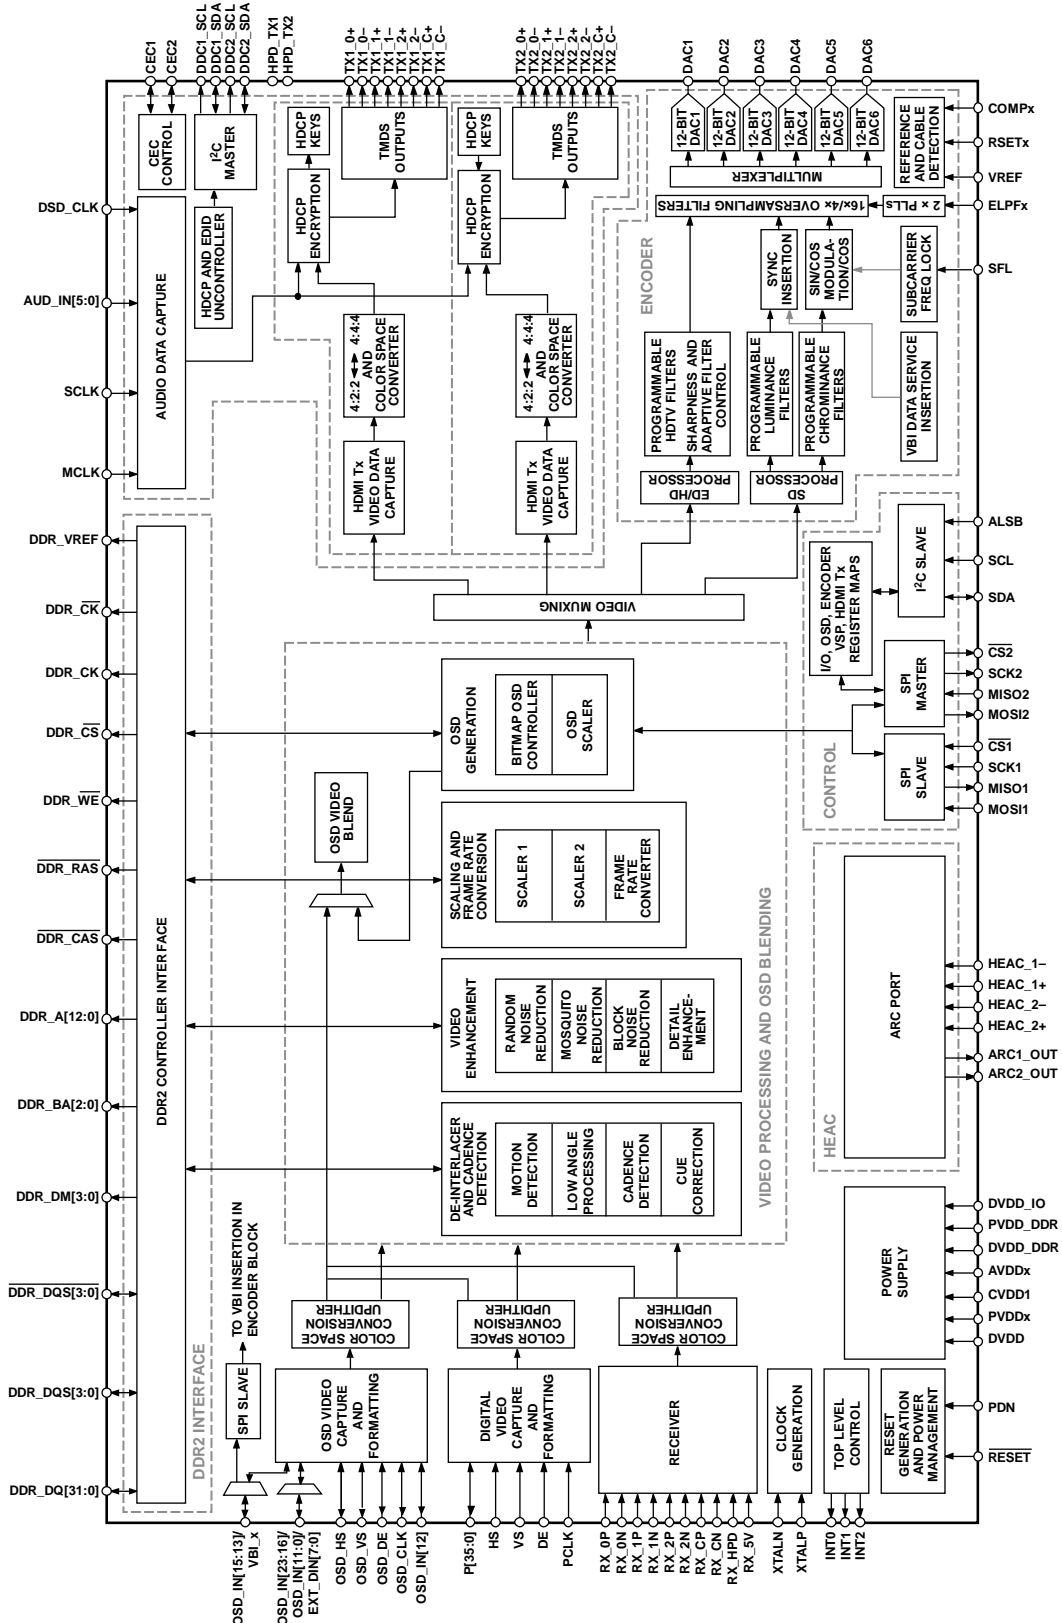 CEC1
CEC2
DDC1_SCL
DDC1_SDA
DDC2_SCL
DDC2_SDA
HPD_TX1
HPD_TX2
TX1_0+
TX1_0–
TX1_1+
TX1_1–
TX1_2+
TX1_2–
TX1_C+
TX1_C–
TX2_0+
TX2_0–
TX2_1+
TX2_1–
TX2_2+
TX2_2–
TX2_C+
TX2_C–
DAC1
DAC2
DAC3
DAC4
DAC5
DAC6
DSD_CLK
AUD_IN[5:0]
SCLK
MCLK
DDR_VREF
DDR_CK
DDR_CK
DDR_CS
DDR_WE
DDR_RAS
DDR_CAS
DDR_A[12:0]
DDR_BA[2:0]
DDR_DM[3:0]
DDR_DQS[3:0]
DDR_DQS[3:0]
DDR_DQ[31:0]
CEC
CONTROL
I²C
MASTER
AUDIO DATA CAPTURE
HDCP AND EDID
UNCONTROLLER
HDCP
KEYS
HDCP
ENCRYPTION
TMDS
OUTPUTS
HDCP
KEYS
HDCP
ENCRYPTION
TMDS
OUTPUTS
4:2:2 4:4:4
AND
COLOR SPACE
CONVERTER
4:2:2 4:4:4
AND
COLOR SPACE
CONVERTER
HDMI Tx
VIDEO DATA
CAPTURE
HDMI Tx
VIDEO DATA
CAPTURE
12-BIT
DAC1
12-BIT
DAC2
12-BIT
DAC3
12-BIT
DAC4
12-BIT
DAC5
12-BIT
DAC6
MULTIPLEXER
REFERENCE
AND CABLE
DETECTION
16×/4× OVERSAMPLING FILTERS
2 × PLLs
ENCODER
SYNC
INSERTION
SIN/COS
MODULA-
TION/COS
SUBCARRIER
FREQ LOCK
PROGRAMMABLE
HDTV FILTERS
SHARPNESS AND
ADAPTIVE FILTER
CONTROL
PROGRAMMABLE
LUMINANCE
FILTERS
PROGRAMMABLE
CHROMINANCE
FILTERS
VBI DATA SERVICE
INSERTION
ED/HD
PROCESSOR
SD
PROCESSOR
VIDEO MUXING
I/O, OSD, ENCODER
VSP, HDMI Tx
REGISTER MAPS
I²C SLAVE
SPI
MASTER
SPI
SLAVE
CONTROL
DDR2 CONTROLLER INTERFACE
DDR2 INTERFACE
OSD
GENERATION
BITMAP OSD
CONTROLLER
OSD
SCALER
OSD VIDEO
BLEND
SCALING AND
FRAME RATE
CONVERSION
SCALER 1
SCALER 2
FRAME
RATE
CONVERTER
VIDEO
ENHANCEMENT
RANDOM
NOISE
REDUCTION
MOSQUITO
NOISE
REDUCTION
BLOCK
NOISE
REDUCTION
DETAIL
ENHANCE-
MENT
DE-INTERLACER
AND CADENCE
DETECTION
MOTION
DETECTION
LOW ANGLE
PROCESSING
CADENCE
DETECTION
CUE
CORRECTION
VIDEO PROCESSING AND OSD BLENDING
ARC PORT
HEAC
TO VBI INSERTION IN
ENCODER BLOCK
SPI SLAVE
COLOR SPACE
CONVERSION
UPDITHER
COLOR SPACE
CONVERSION
UPDITHER
COLOR SPACE
CONVERSION
UPDITHER
OSD VIDEO
CAPTURE
AND
FORMATTING
DIGITAL
VIDEO
CAPTURE
AND
FORMATTING
RECEIVER
CLOCK
GENERATION
TOP LEVEL
CONTROL
POWER
SUPPLY
RESET
GENERATION
AND POWER
MANAGEMENT
COMPx
RSETx
VREF
ELPFx
SFL
ALSB
SCL
SDA
CS2
SCK2
MISO2
MOSI2
CS1
SCK1
MISO1
MOSI1
HEAC_1–
HEAC_1+
HEAC_2–
HEAC_2+
ARC1_OUT
ARC2_OUT
DVDD_IO
PVDD_DDR
DVDD_DDR
AVDDx
CVDD1
PVDDx
DVDD
PDN
RESET
OSD_IN[15:13]/
VBI_x
OSD_IN[23:16]/
OSD_IN[11:0]/
EXT_DIN[7:0]
OSD_HS
OSD_VS
OSD_DE
OSD_CLK
OSD_IN[12]
P[35:0]
HS
VS
DE
PCLK
RX_0P
RX_0N
RX_1P
RX_1N
RX_2P
RX_2N
RX_CP
RX_CN
RX_HPD
RX_5V
XTALN
XTALP
INT0
INT1
INT2